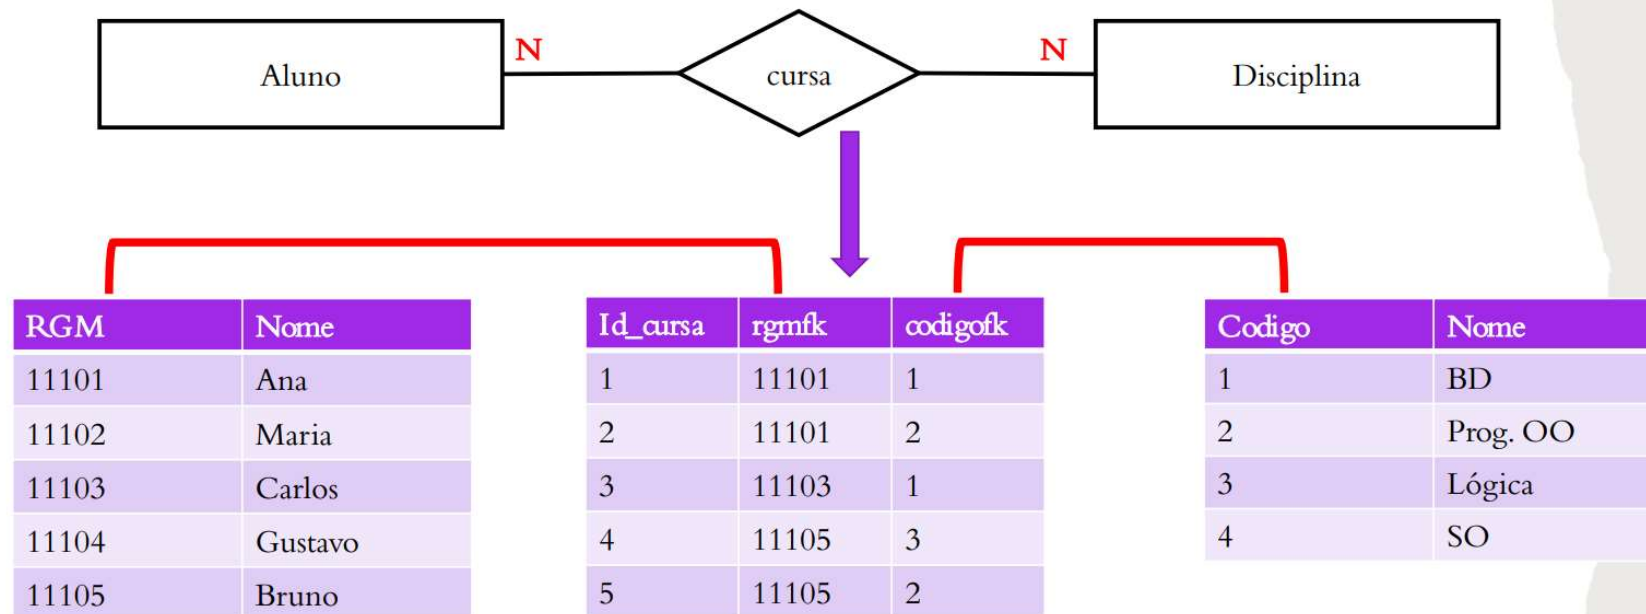 N N
Aluno cursa Disciplina
RGM Nome
11101 Ana
11102 Maria
11103 Carlos
11104 Gustavo
11105 Bruno
Id_cursa rgmfk codigofk
1 11101 1
2 11101 2
3 11103 1
4 11105 3
5 11105 2
Codigo Nome
1 BD
2 Prog. OO
3 Lógica
4 SO